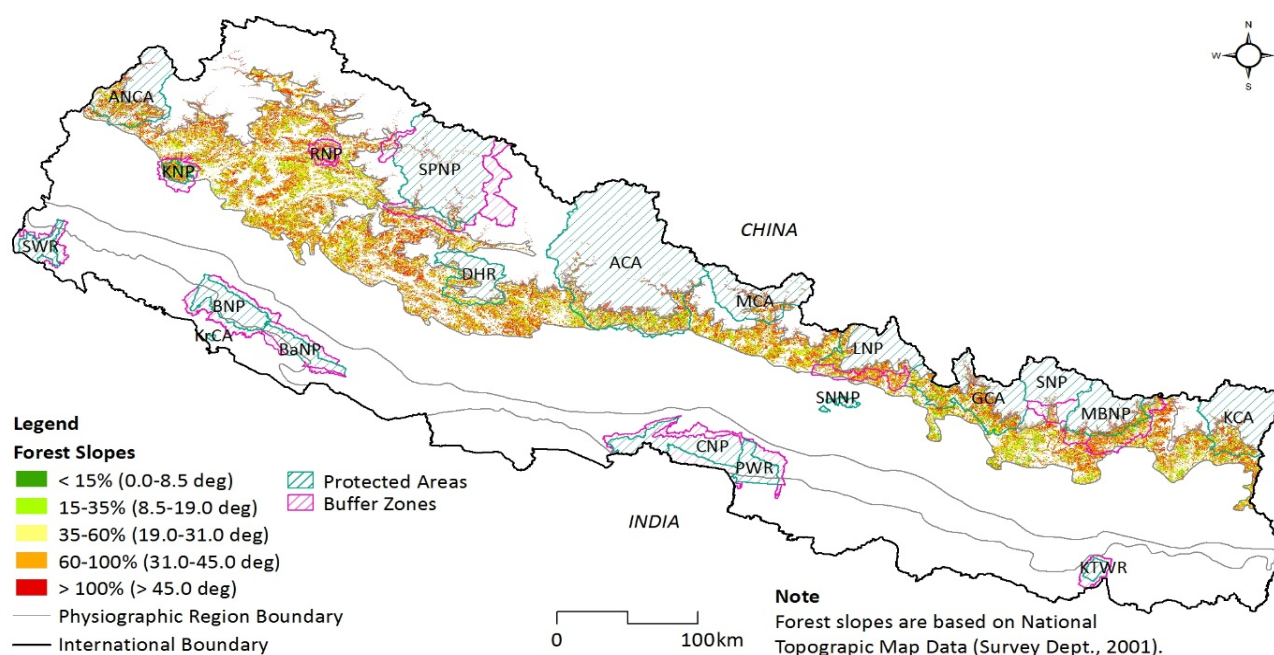 N
W E
S
ANCA
RNP
KNP
SPNP
CHINA
SWR
ACA
DHR
MCA
BNP
KrCA
BaNP
LNP
SNNP
GCA
SNP
MBNP
KCA
CNP
PWR
INDIA
KTWR
Legend
Forest Slopes
< 15% (0.0-8.5 deg)
15-35% (8.5-19.0 deg)
35-60% (19.0-31.0 deg)
60-100% (31.0-45.0 deg)
> 100% (> 45.0 deg)
Physiographic Region Boundary
International Boundary
Protected Areas
Buffer Zones
0 100km
Note
Forest slopes are based on National
Topograpic Map Data (Survey Dept., 2001).